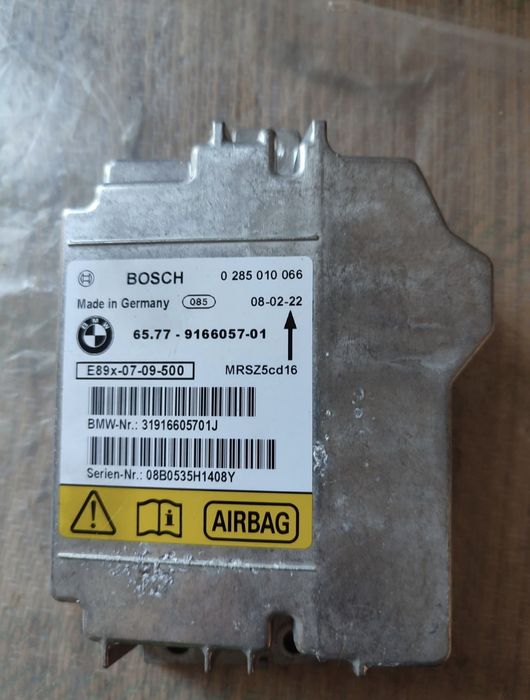 BOSCH 0 285 010 066
Made in Germany 085 08-02-22
BMW 65.77 - 9166057-01
E89x-07-09-500 MRSZ5cd16
BMW-Nr.: 31916605701J
Serien-Nr.: 08B0535H1408Y
AIRBAG